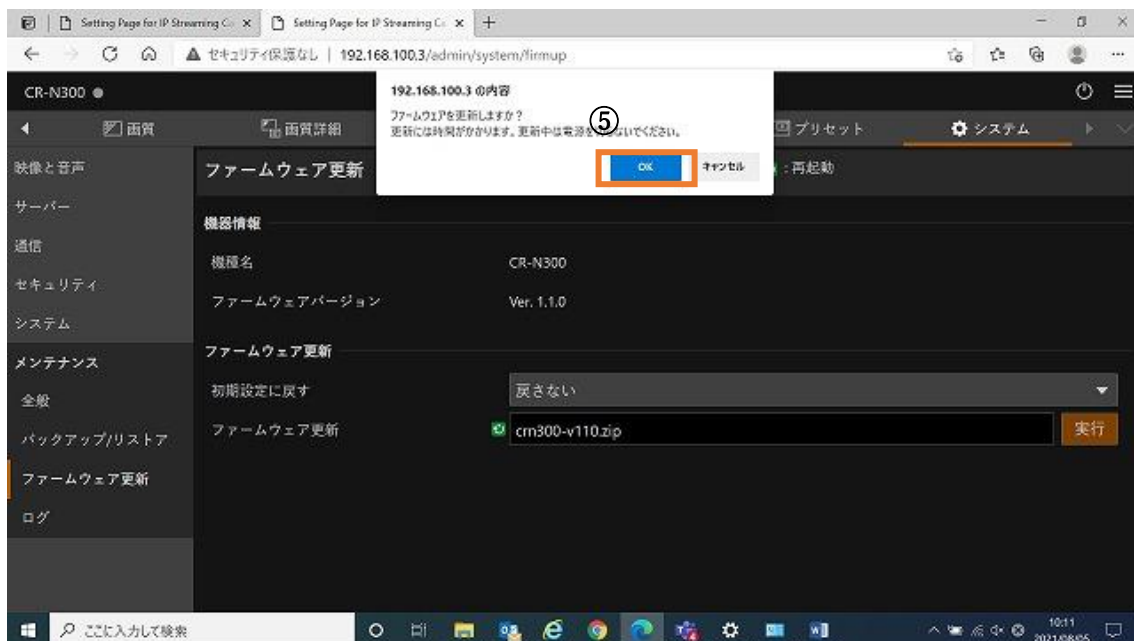 Setting Page for IP Streaming C
Setting Page for IP Streaming C
セキュリティ保護なし | 192.168.100.3/admin/system/firmup
CR-N300
192.168.100.3 の内容
ファームウェアを更新しますか？
⑤
更新には時間がかかります。更新中は電源を しないでください。
OK
キャンセル
画質
画質詳細
プリセット
システム
映像と音声
サーバー
通信
セキュリティ
システム
メンテナンス
全般
バックアップ/リストア
ファームウェア更新
ログ
ファームウェア更新
: 再起動
機器情報
機種名
CR-N300
ファームウェアバージョン
Ver. 1.1.0
ファームウェア更新
初期設定に戻す
戻さない
ファームウェア更新
crn300-v110.zip
実行
ここに入力して検索
10:11
2021/08/05